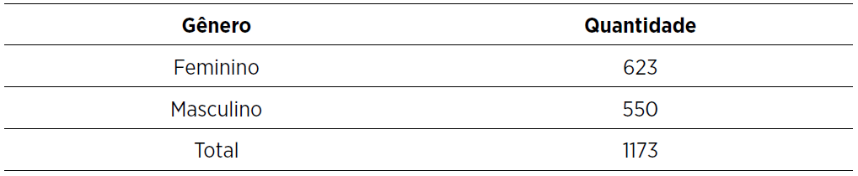 Gênero Quantidade
Feminino 623
Masculino 550
Total 1173